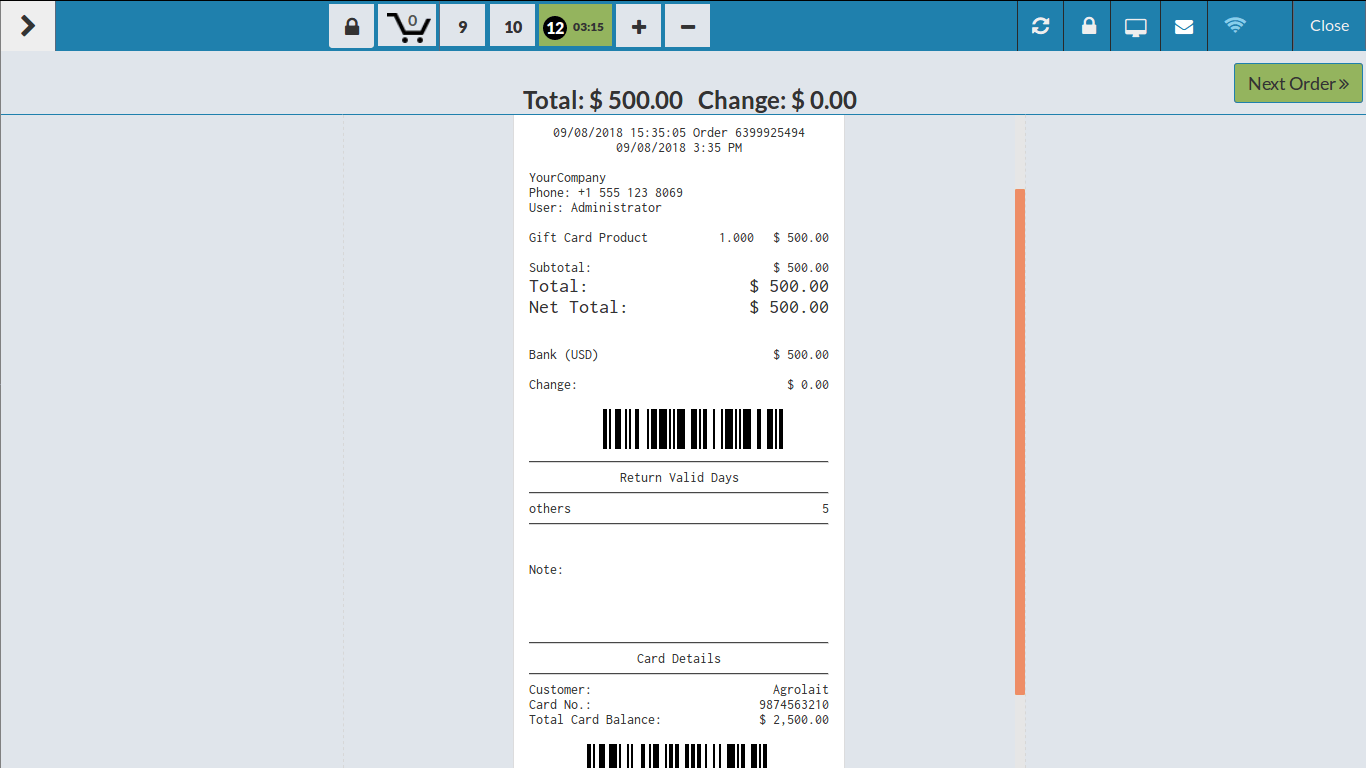 0
9
10
12 03:15
Close
Next Order
Total: $ 500.00 Change: $ 0.00
09/08/2018 15:35:05 Order 6399925494
09/08/2018 3:35 PM
YourCompany
Phone: +1 555 123 8069
User: Administrator
Gift Card Product 1.000 $ 500.00
Subtotal: $ 500.00
Total: $ 500.00
Net Total: $ 500.00
Bank (USD) $ 500.00
Change: $ 0.00
Return Valid Days
others 5
Note:
Card Details
Customer: Agrolait
Card No.: 9874563210
Total Card Balance: $ 2,500.00